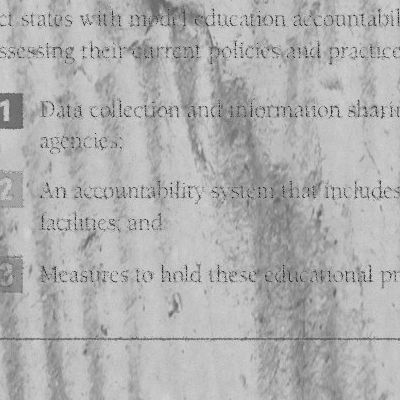 ct states with model education accountabil
ssessing their current policies and practice
1 Data collection and information sharin
agencies;
2 An accountability system that includes
facilities; and
3 Measures to hold these educational pr